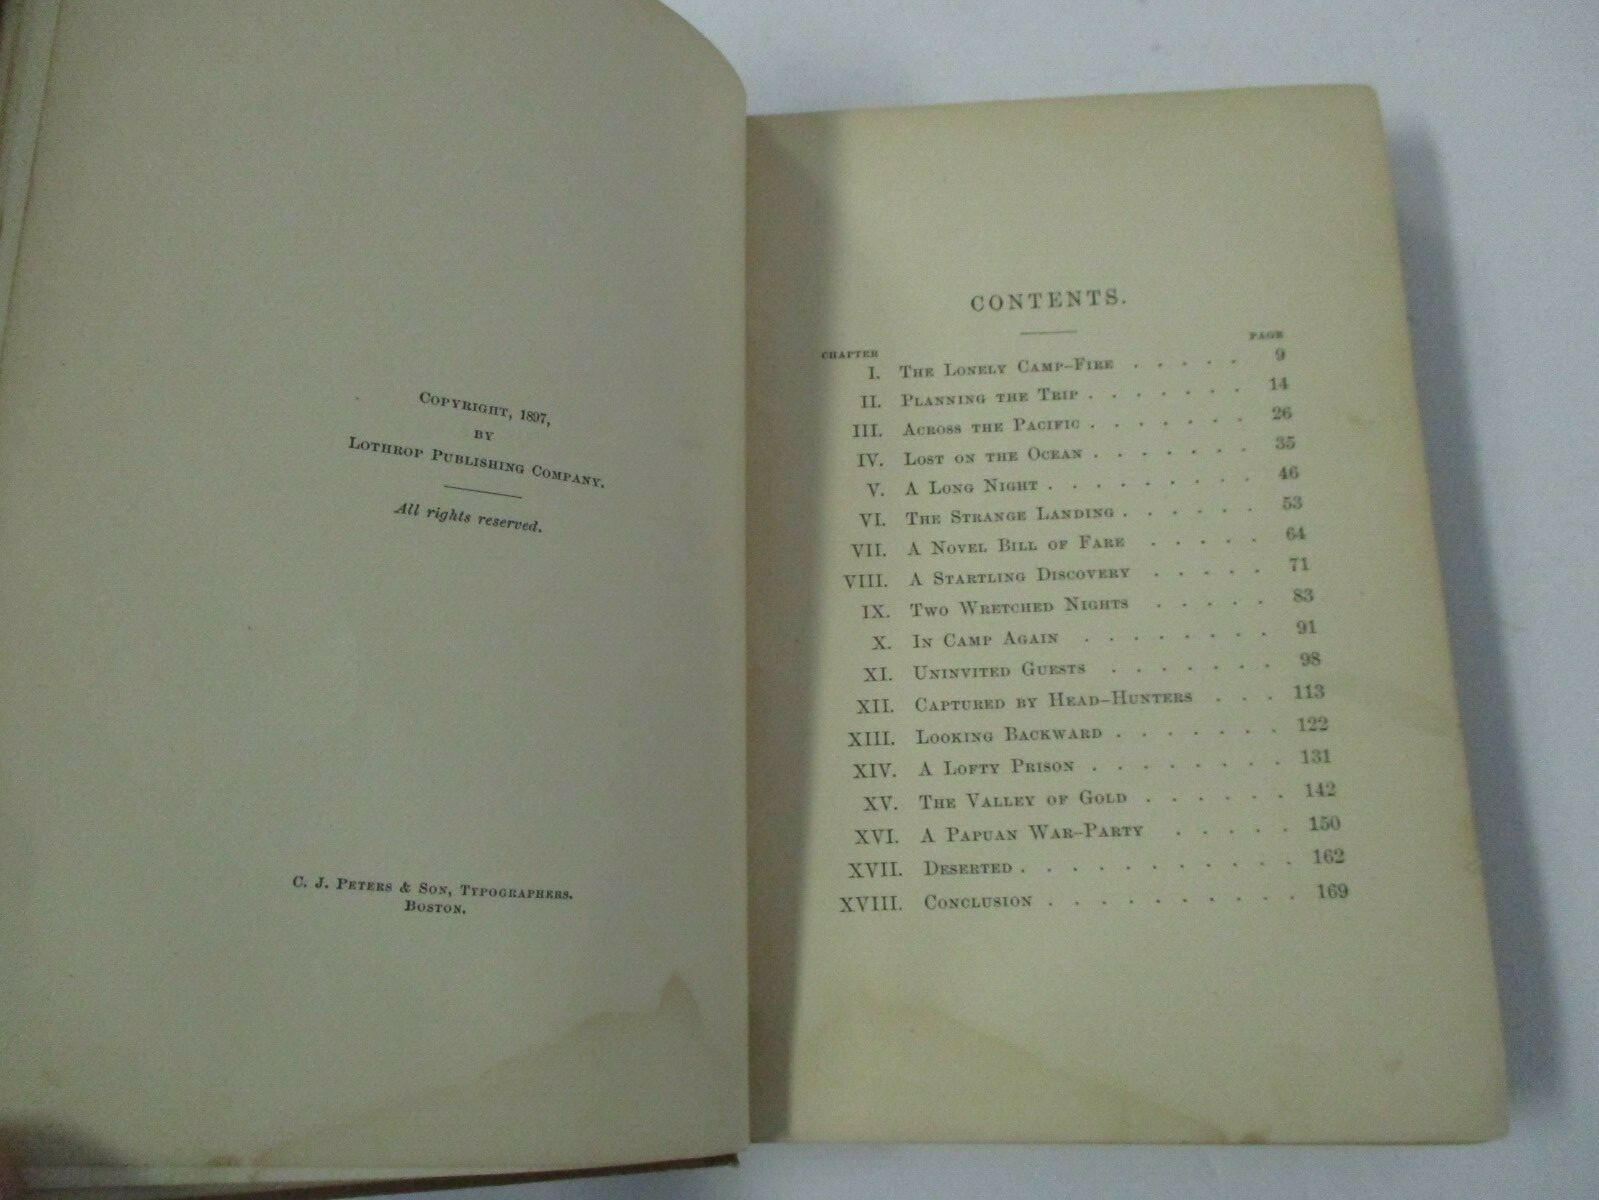 COPYRIGHT, 1897,
BY
LOTHROP PUBLISHING COMPANY.
All rights reserved.
C. J. PETERS & SON, TYPOGRAPHERS.
BOSTON.
CONTENTS.
CHAPTER PAGE
I. THE LONELY CAMP-FIRE . . . . . 9
II. PLANNING THE TRIP . . . . . . . 14
III. ACROSS THE PACIFIC . . . . . . . 26
IV. LOST ON THE OCEAN . . . . . . . 35
V. A LONG NIGHT . . . . . . . . . 46
VI. THE STRANGE LANDING . . . . . . 53
VII. A NOVEL BILL OF FARE . . . . . 64
VIII. A STARTLING DISCOVERY . . . . . 71
IX. TWO WRETCHED NIGHTS . . . . . 83
X. IN CAMP AGAIN . . . . . . . . 91
XI. UNINVITED GUESTS . . . . . . . 98
XII. CAPTURED BY HEAD-HUNTERS . . . 113
XIII. LOOKING BACKWARD . . . . . . . 122
XIV. A LOFTY PRISON . . . . . . . . 131
XV. THE VALLEY OF GOLD . . . . . . 142
XVI. A PAPUAN WAR-PARTY . . . . . 150
XVII. DESERTED . . . . . . . . . . . 162
XVIII. CONCLUSION . . . . . . . . . . 169